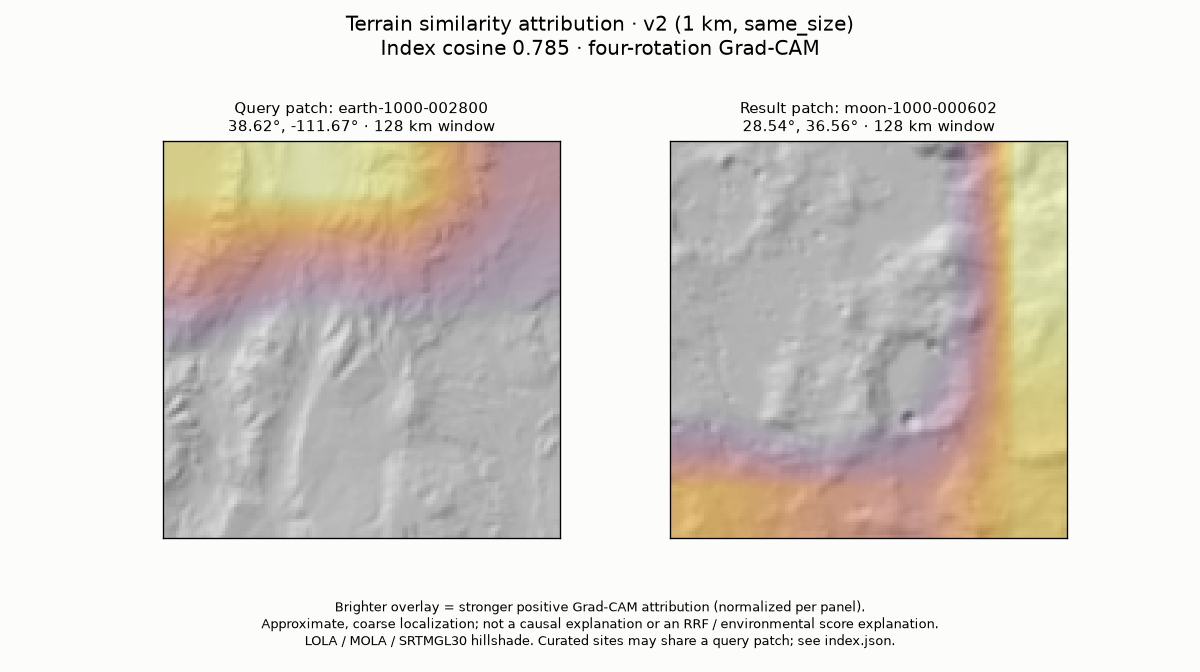 Terrain similarity attribution · v2 (1 km, same_size)
Index cosine 0.785 · four-rotation Grad-CAM
Query patch: earth-1000-002800
38.62°, -111.67° · 128 km window
Result patch: moon-1000-000602
28.54°, 36.56° · 128 km window
Brighter overlay = stronger positive Grad-CAM attribution (normalized per panel).
Approximate, coarse localization; not a causal explanation or an RRF / environmental score explanation.
LOLA / MOLA / SRTMGL30 hillshade. Curated sites may share a query patch; see index.json.